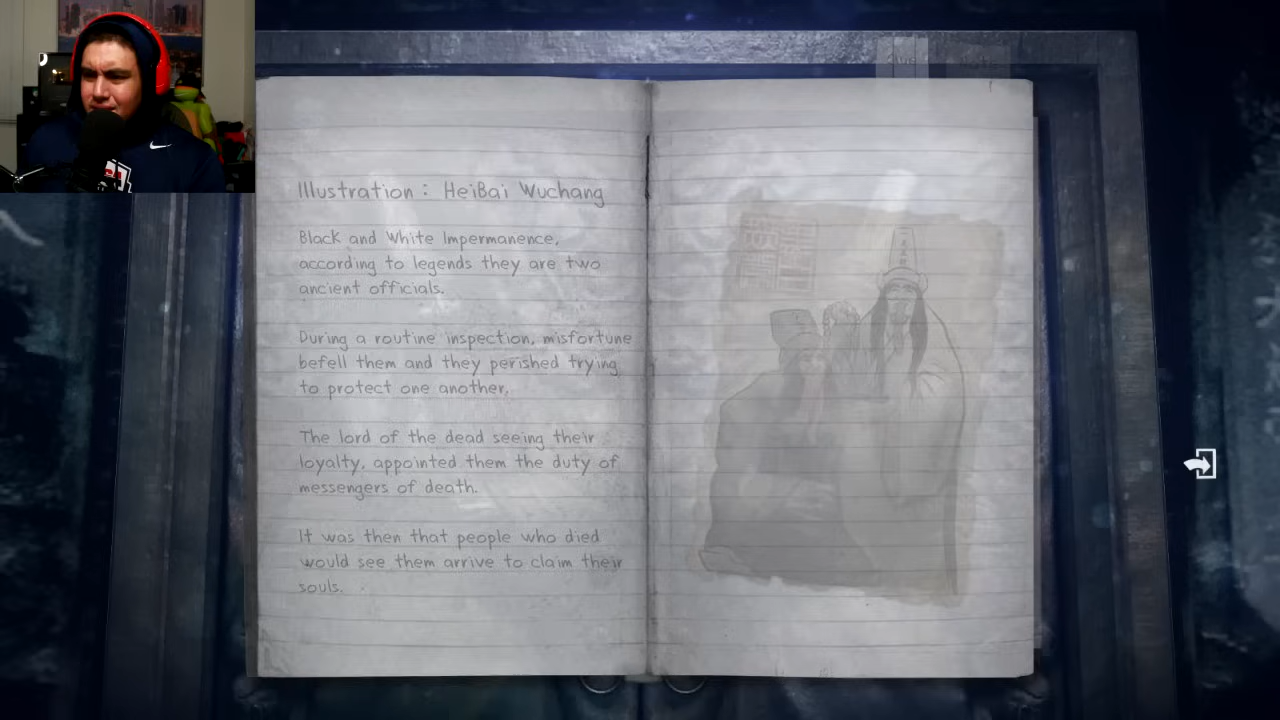 Illustration : HeiBai Wuchang
Black and White Impermanence,
according to legends they are two
ancient officials.
During a routine inspection, misfortune
befell them and they perished trying
to protect one another.
The lord of the dead seeing their
loyalty, appointed them the duty of
messengers of death.
It was then that people who died
would see them arrive to claim their
souls.